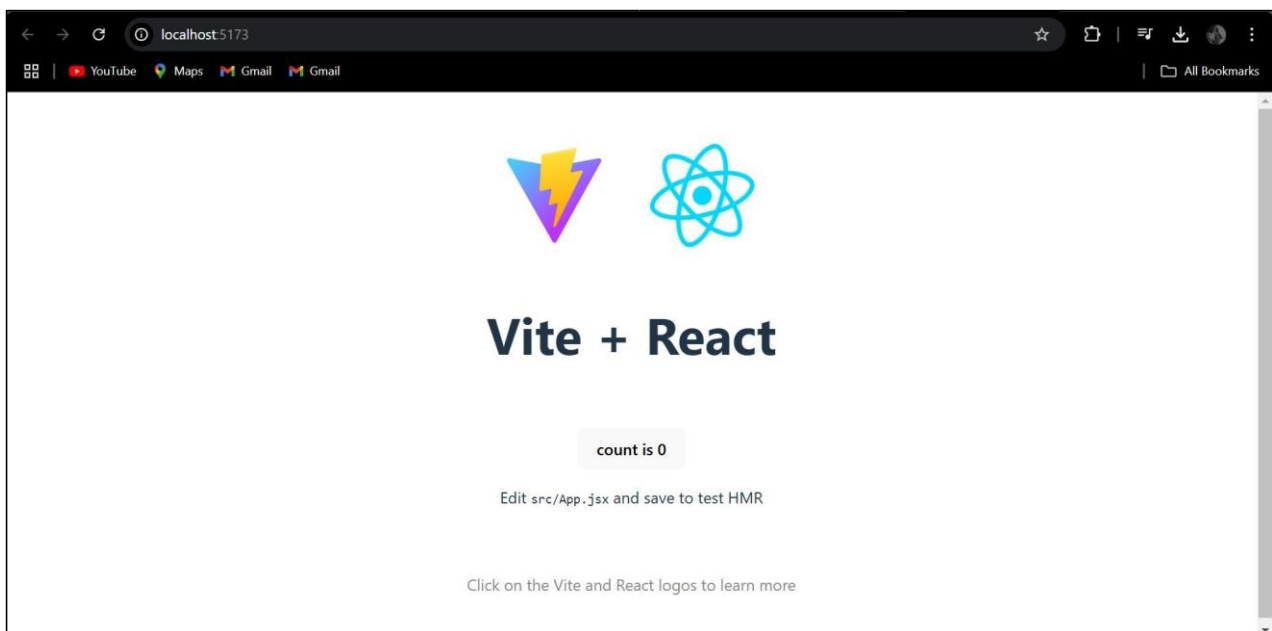 localhost:5173
YouTube Maps Gmail Gmail All Bookmarks
Vite + React
count is 0
Edit src/App.jsx and save to test HMR
Click on the Vite and React logos to learn more